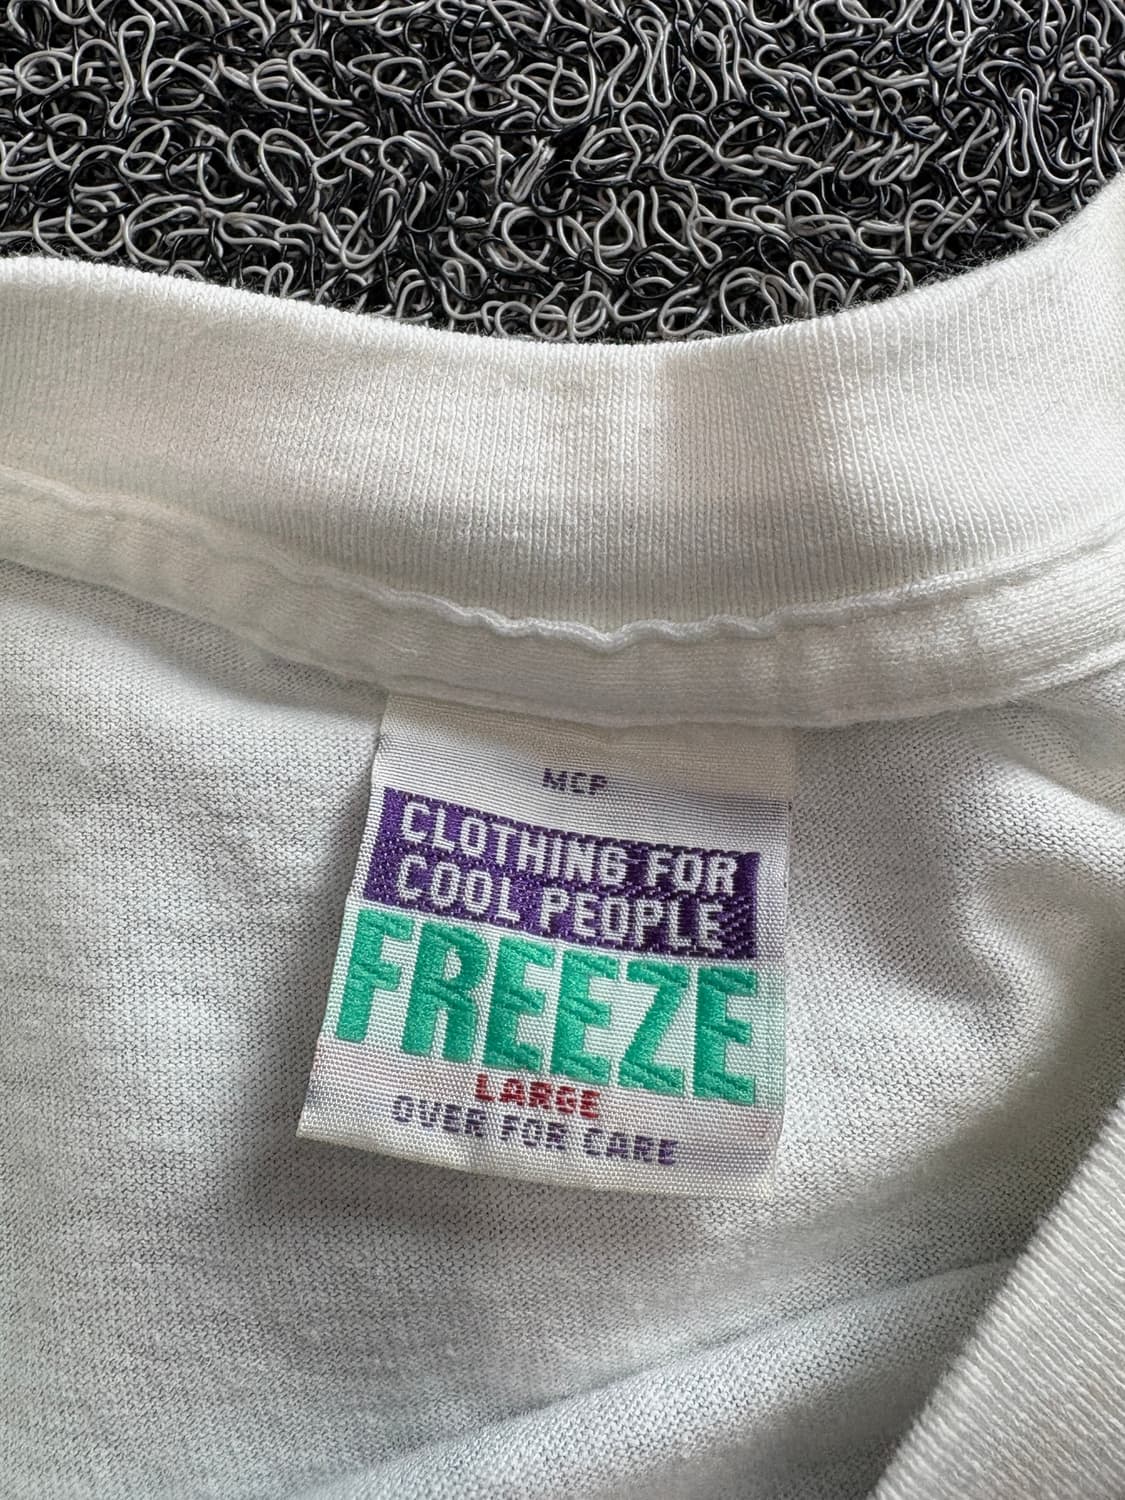 MCP
CLOTHING FOR
COOL PEOPLE
FREEZE
LARGE
OVER FOR CARE